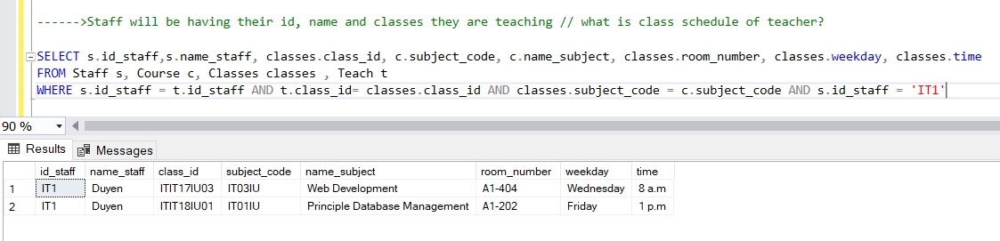 ------>Staff will be having their id, name and classes they are teaching // what is class schedule of teacher?
SELECT s.id_staff,s.name_staff, classes.class_id, c.subject_code, c.name_subject, classes.room_number, classes.weekday, classes.time
FROM Staff s, Course c, Classes classes , Teach t
WHERE s.id_staff = t.id_staff AND t.class_id= classes.class_id AND classes.subject_code = c.subject_code AND s.id_staff = 'IT1'
90 %
Results Messages
id_staff name_staff class_id subject_code name_subject room_number weekday time
1 IT1 Duyen ITIT17IU03 IT03IU Web Development A1-404 Wednesday 8 a.m
2 IT1 Duyen ITIT18IU01 IT01IU Principle Database Management A1-202 Friday 1 p.m